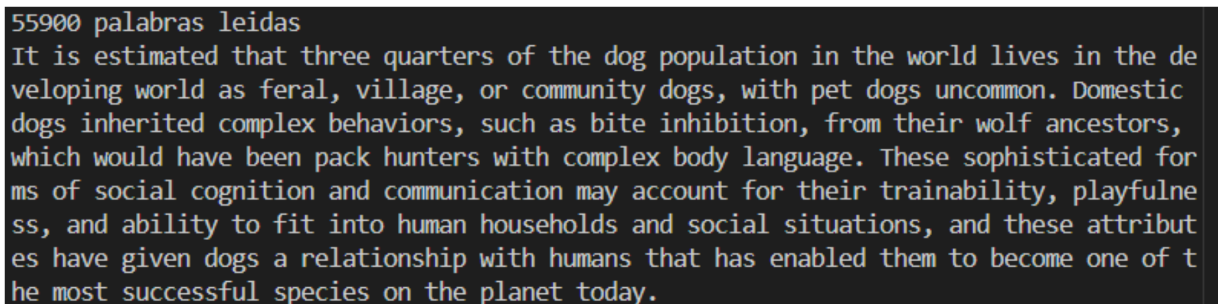 55900 palabras leidas
It is estimated that three quarters of the dog population in the world lives in the de
veloping world as feral, village, or community dogs, with pet dogs uncommon. Domestic
dogs inherited complex behaviors, such as bite inhibition, from their wolf ancestors,
which would have been pack hunters with complex body language. These sophisticated for
ms of social cognition and communication may account for their trainability, playfulne
ss, and ability to fit into human households and social situations, and these attribut
es have given dogs a relationship with humans that has enabled them to become one of t
he most successful species on the planet today.